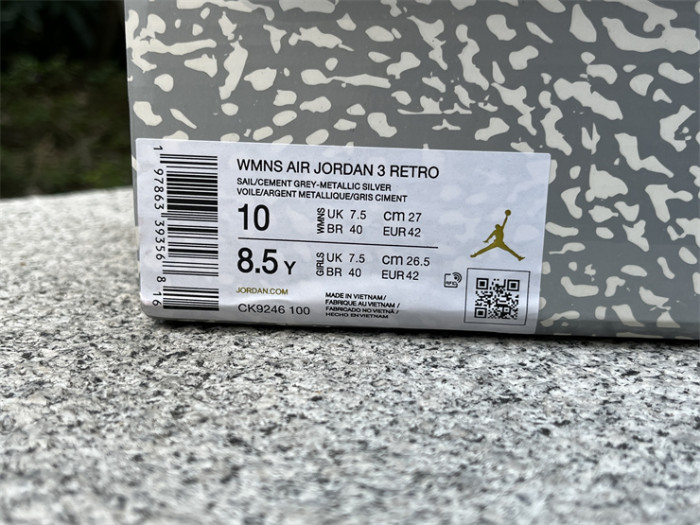 WMNS AIR JORDAN 3 RETRO
SAIL/CEMENT GREY-METALLIC SILVER
VOILE/ARGENT METALLIQUE/GRIS CIMENT
10 WMNS UK 7.5 cm 27
BR 40 EUR 42
8.5 Y GIRLS UK 7.5 cm 26.5
BR 40 EUR 42
JORDAN.COM
CK9246 100
MADE IN VIETNAM/
FABRIQUE AU VIETNAM /
FABRICADO NO VIETNÃ /
HECHO EN VIETNAM
1 97863 39356 8 16